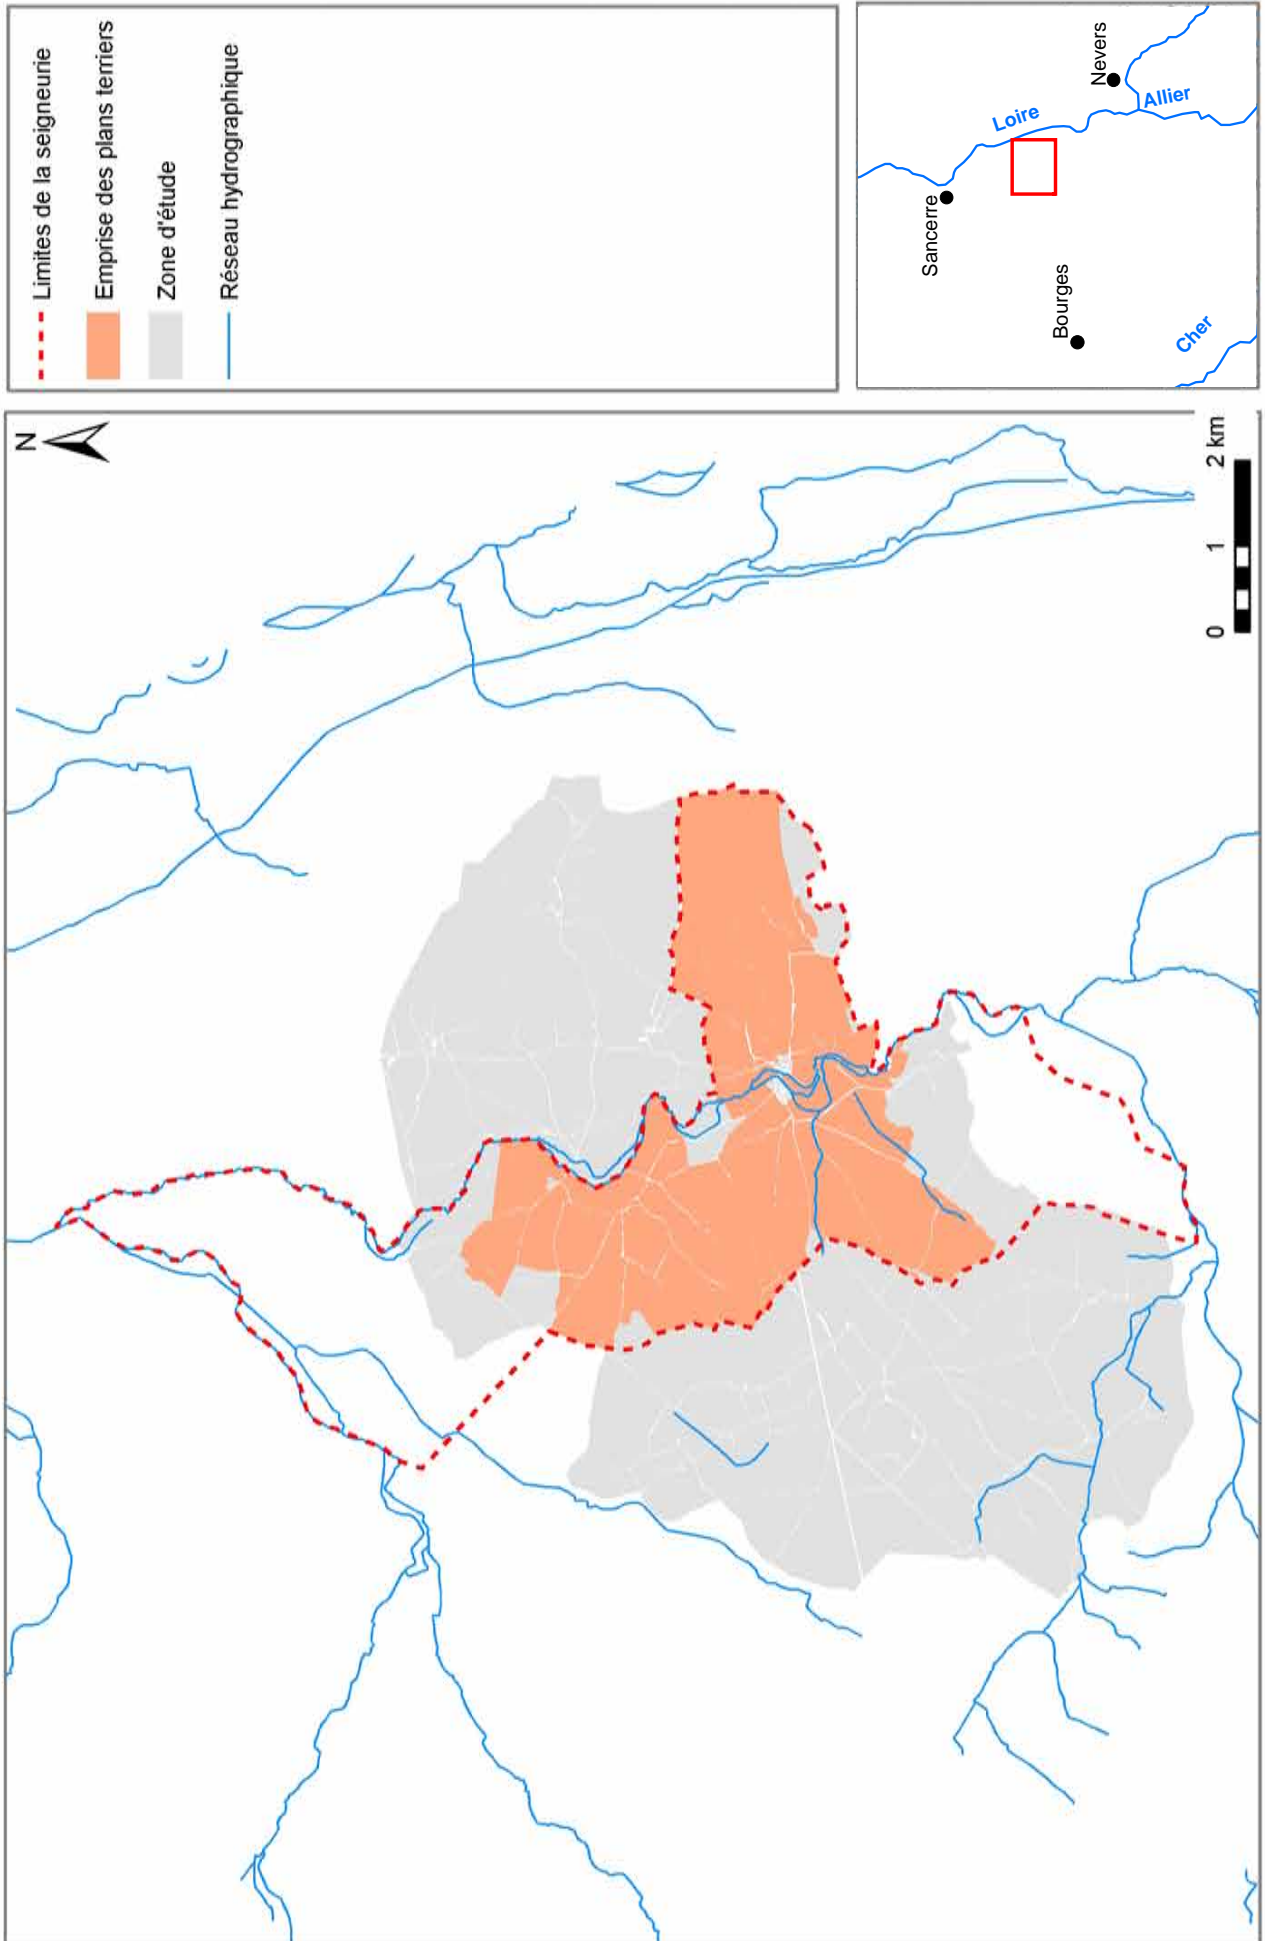 Limites de la seigneurie
Emprise des plans terriers
Zone d'étude
Réseau hydrographique
N
0 1 2 km
Sancerre
Bourges
Nevers
Loire
Allier
Cher